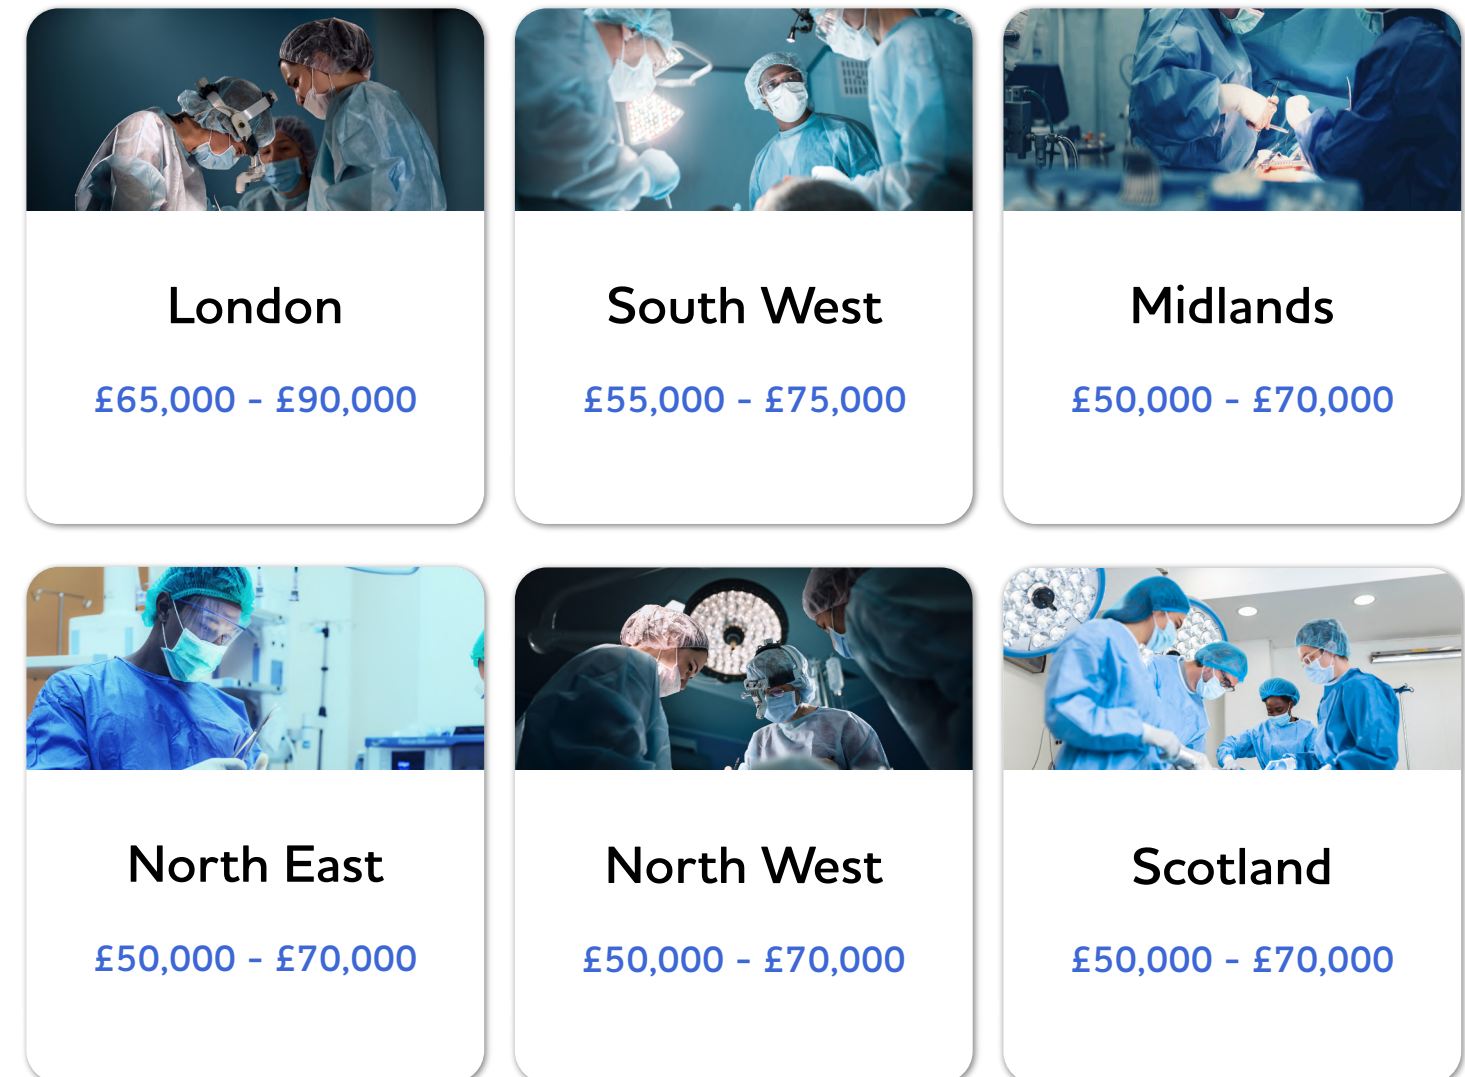 London
£65,000 - £90,000
South West
£55,000 - £75,000
Midlands
£50,000 - £70,000
North East
£50,000 - £70,000
North West
£50,000 - £70,000
Scotland
£50,000 - £70,000